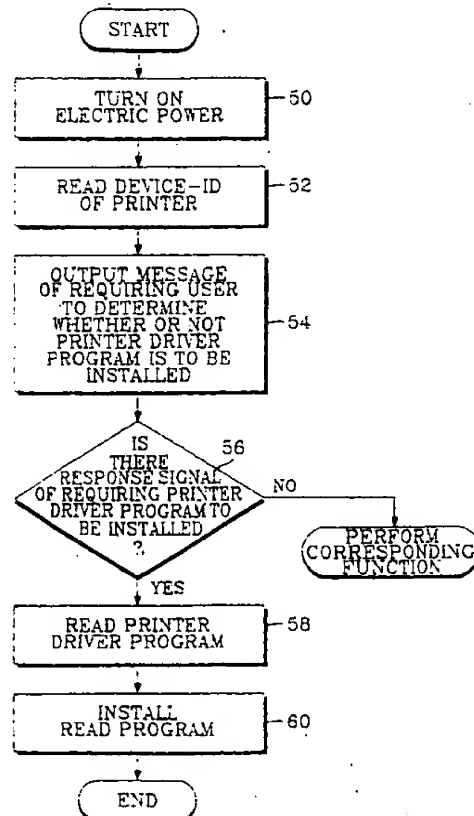 START
TURN ON
ELECTRIC POWER
50
READ DEVICE-ID
OF PRINTER
52
OUTPUT MESSAGE
OF REQUIRING USER
TO DETERMINE
WHETHER OR NOT
PRINTER DRIVER
PROGRAM IS TO BE
INSTALLED
54
IS
THERE
RESPONSE SIGNAL
OF REQUIRING PRINTER
DRIVER PROGRAM TO
BE INSTALLED
?
56
NO
PERFORM
CORRESPONDING
FUNCTION
YES
READ PRINTER
DRIVER PROGRAM
58
INSTALL
READ PROGRAM
60
END